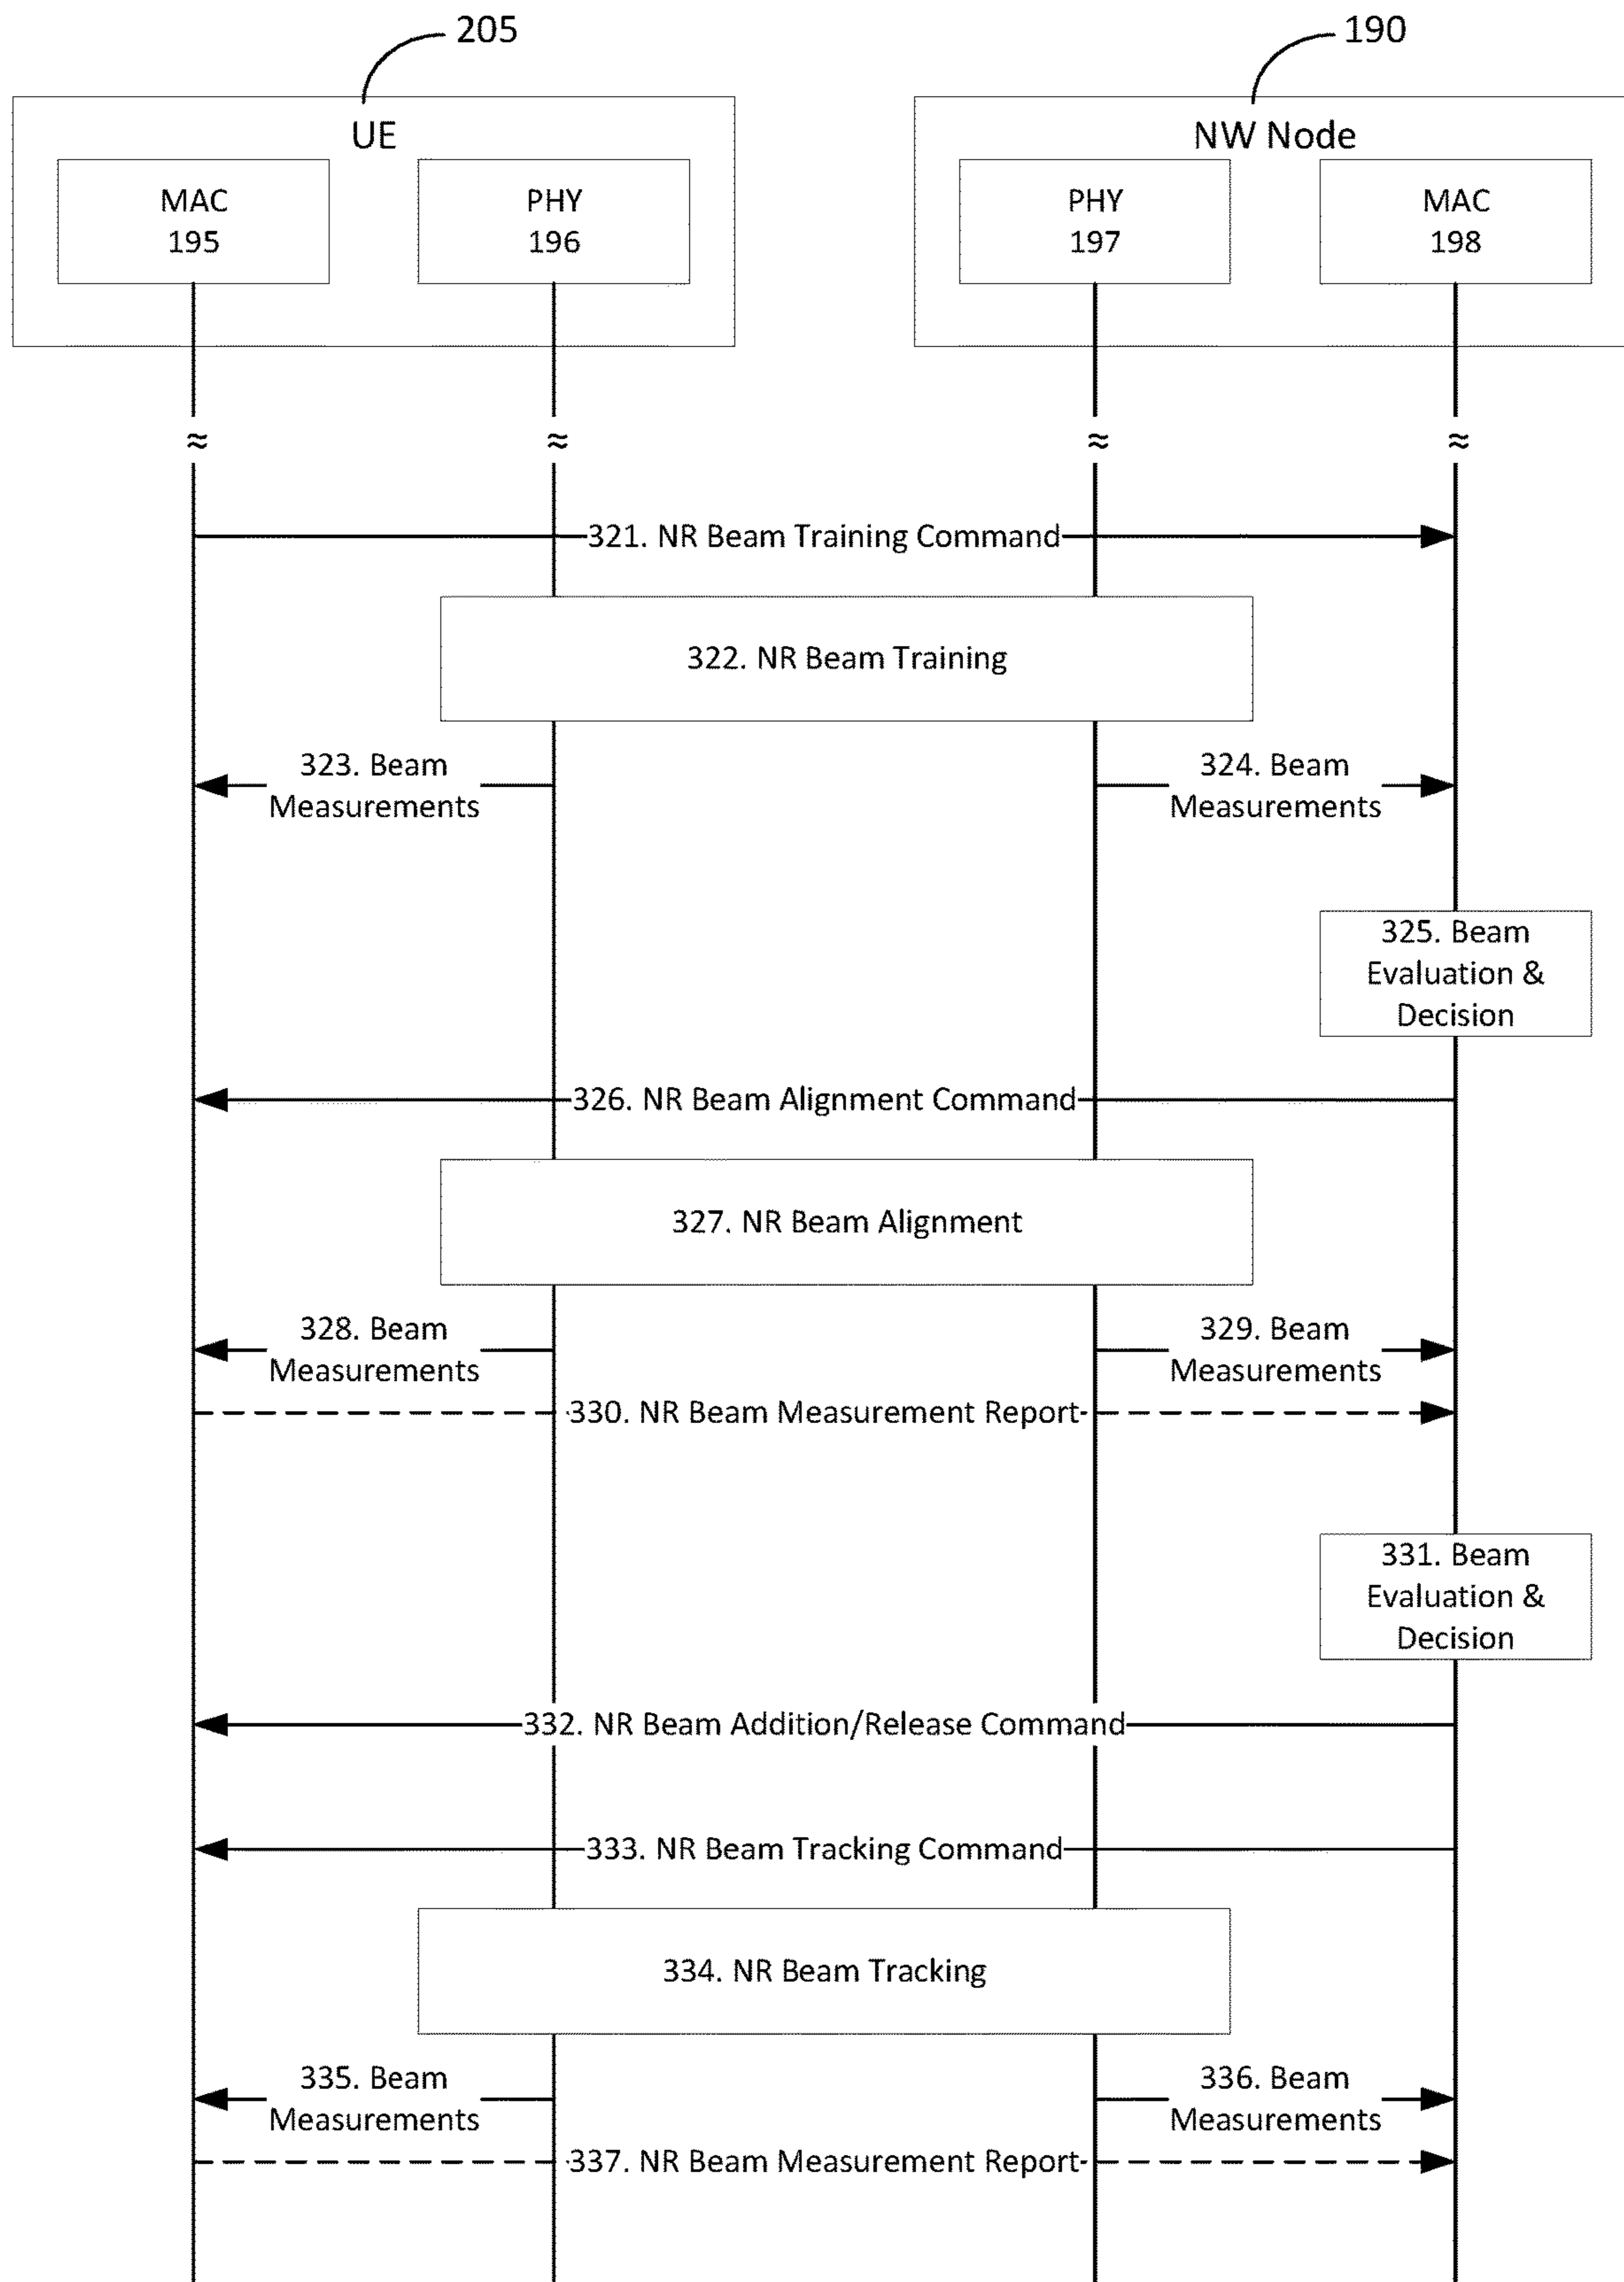 205
190
UE
NW Node
MAC
195
PHY
196
PHY
197
MAC
198
≈ ≈ ≈ ≈
321. NR Beam Training Command
322. NR Beam Training
323. Beam
Measurements
324. Beam
Measurements
325. Beam
Evaluation &
Decision
326. NR Beam Alignment Command
327. NR Beam Alignment
328. Beam
Measurements
329. Beam
Measurements
330. NR Beam Measurement Report
331. Beam
Evaluation &
Decision
332. NR Beam Addition/Release Command
333. NR Beam Tracking Command
334. NR Beam Tracking
335. Beam
Measurements
336. Beam
Measurements
337. NR Beam Measurement Report